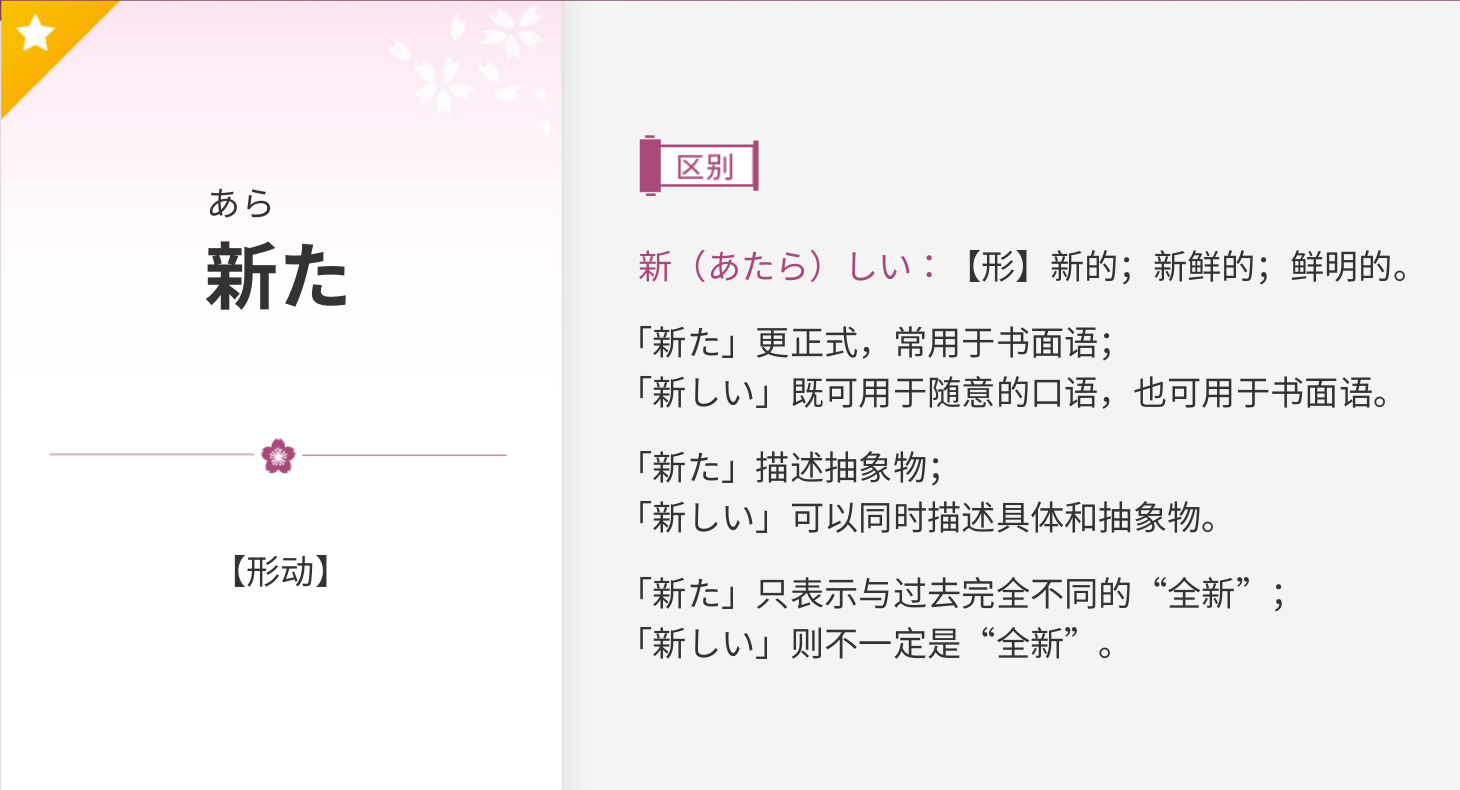 あら
新た
【形动】
区别
新（あたら）しい：【形】新的；新鲜的；鲜明的。
「新た」更正式，常用于书面语；
「新しい」既可用于随意的口语，也可用于书面语。
「新た」描述抽象物；
「新しい」可以同时描述具体和抽象物。
「新た」只表示与过去完全不同的“全新”；
「新しい」则不一定是“全新”。